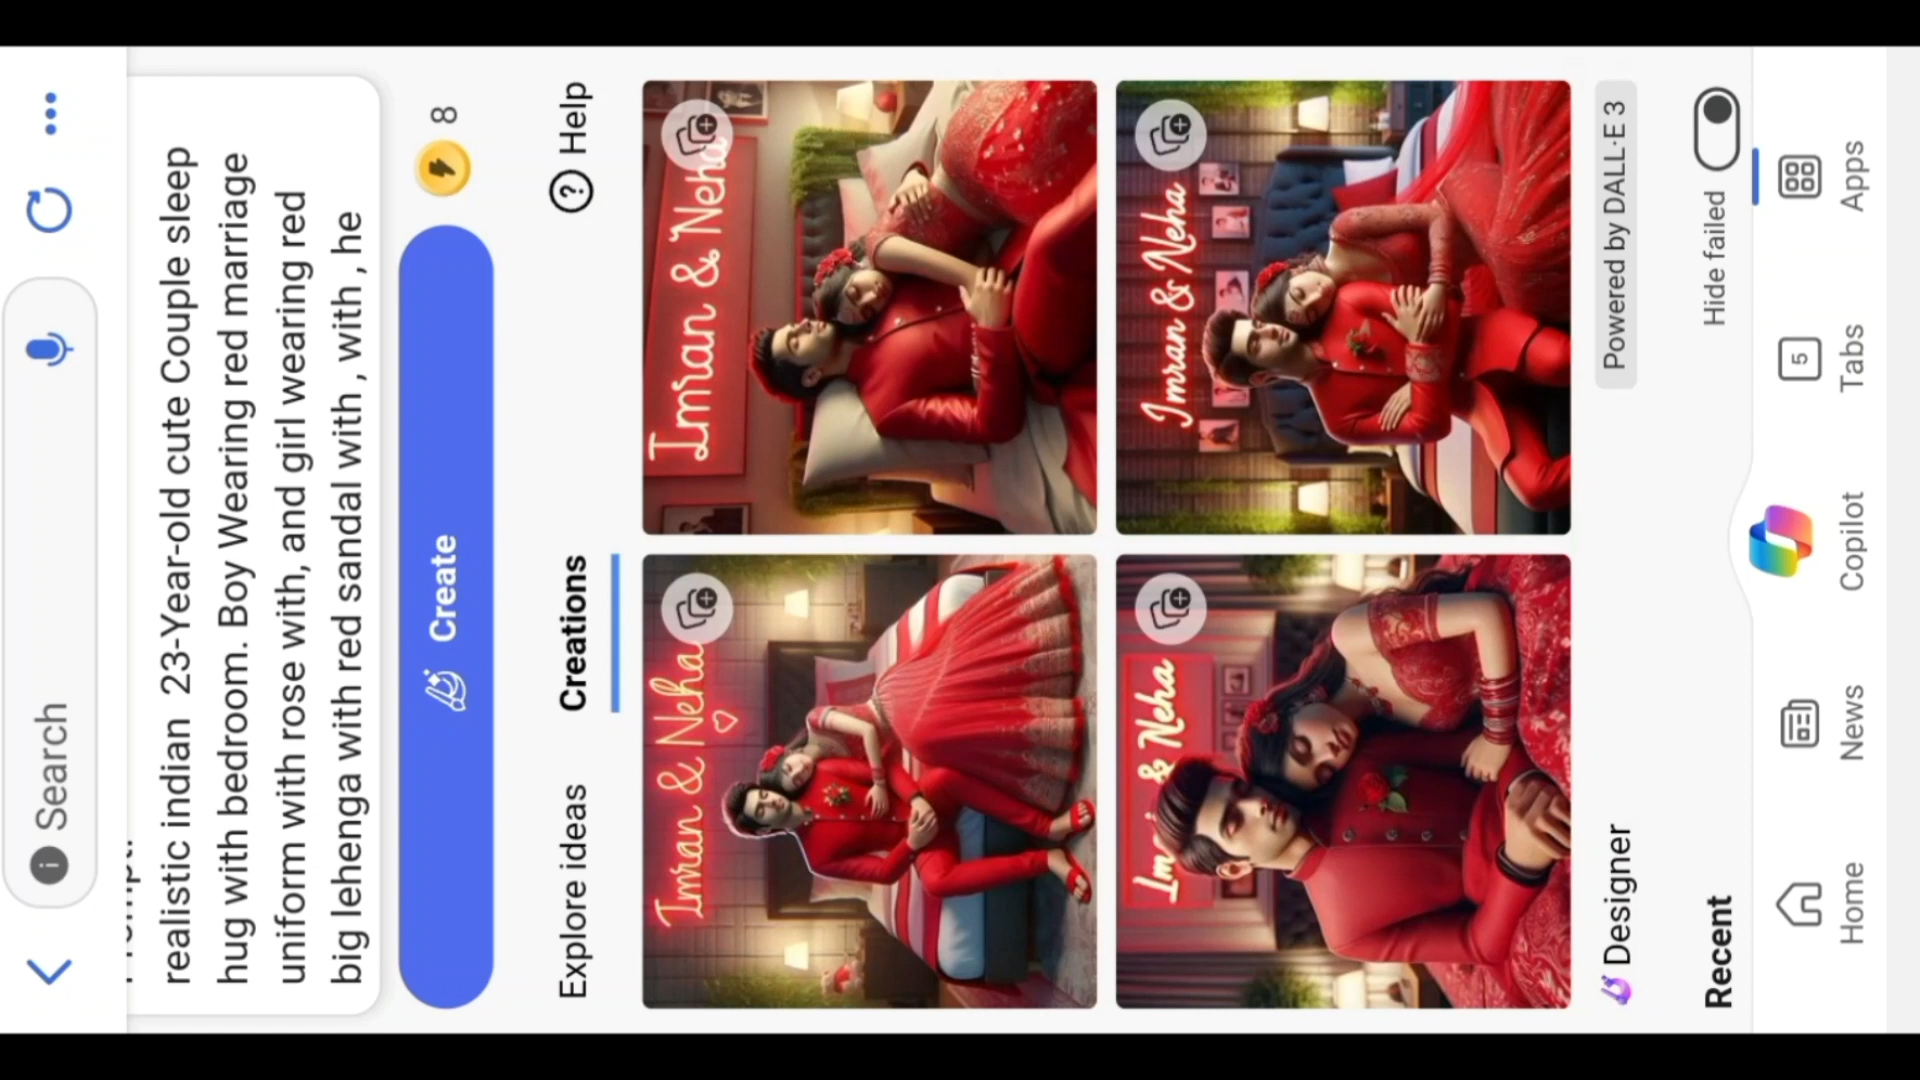 Search
Prompt:
realistic indian 23-Year-old cute Couple sleep
hug with bedroom. Boy Wearing red marriage
uniform with rose with, and girl wearing red
big lehenga with red sandal with , with , he
Create
8
Explore ideas
Creations
Help
Imran & Neha
Imran & Neha
& Neha
Imran & Neha
Designer
Powered by DALL·E 3
Recent
Hide failed
Home
News
Copilot
5
Tabs
Apps